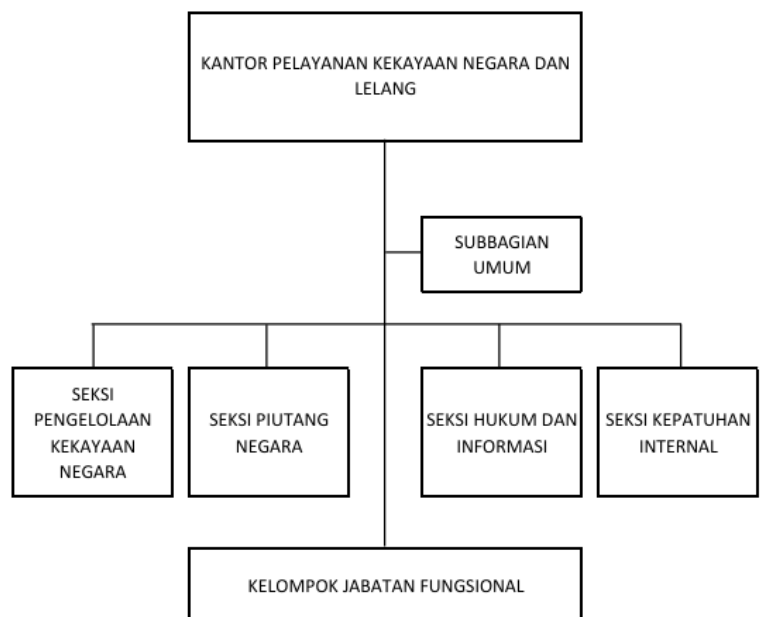 KANTOR PELAYANAN KEKAYAAN NEGARA DAN
LELANG
SUBBAGIAN
UMUM
SEKSI
PENGELOLAAN
KEKAYAAN
NEGARA
SEKSI PIUTANG
NEGARA
SEKSI HUKUM DAN
INFORMASI
SEKSI KEPATUHAN
INTERNAL
KELOMPOK JABATAN FUNGSIONAL